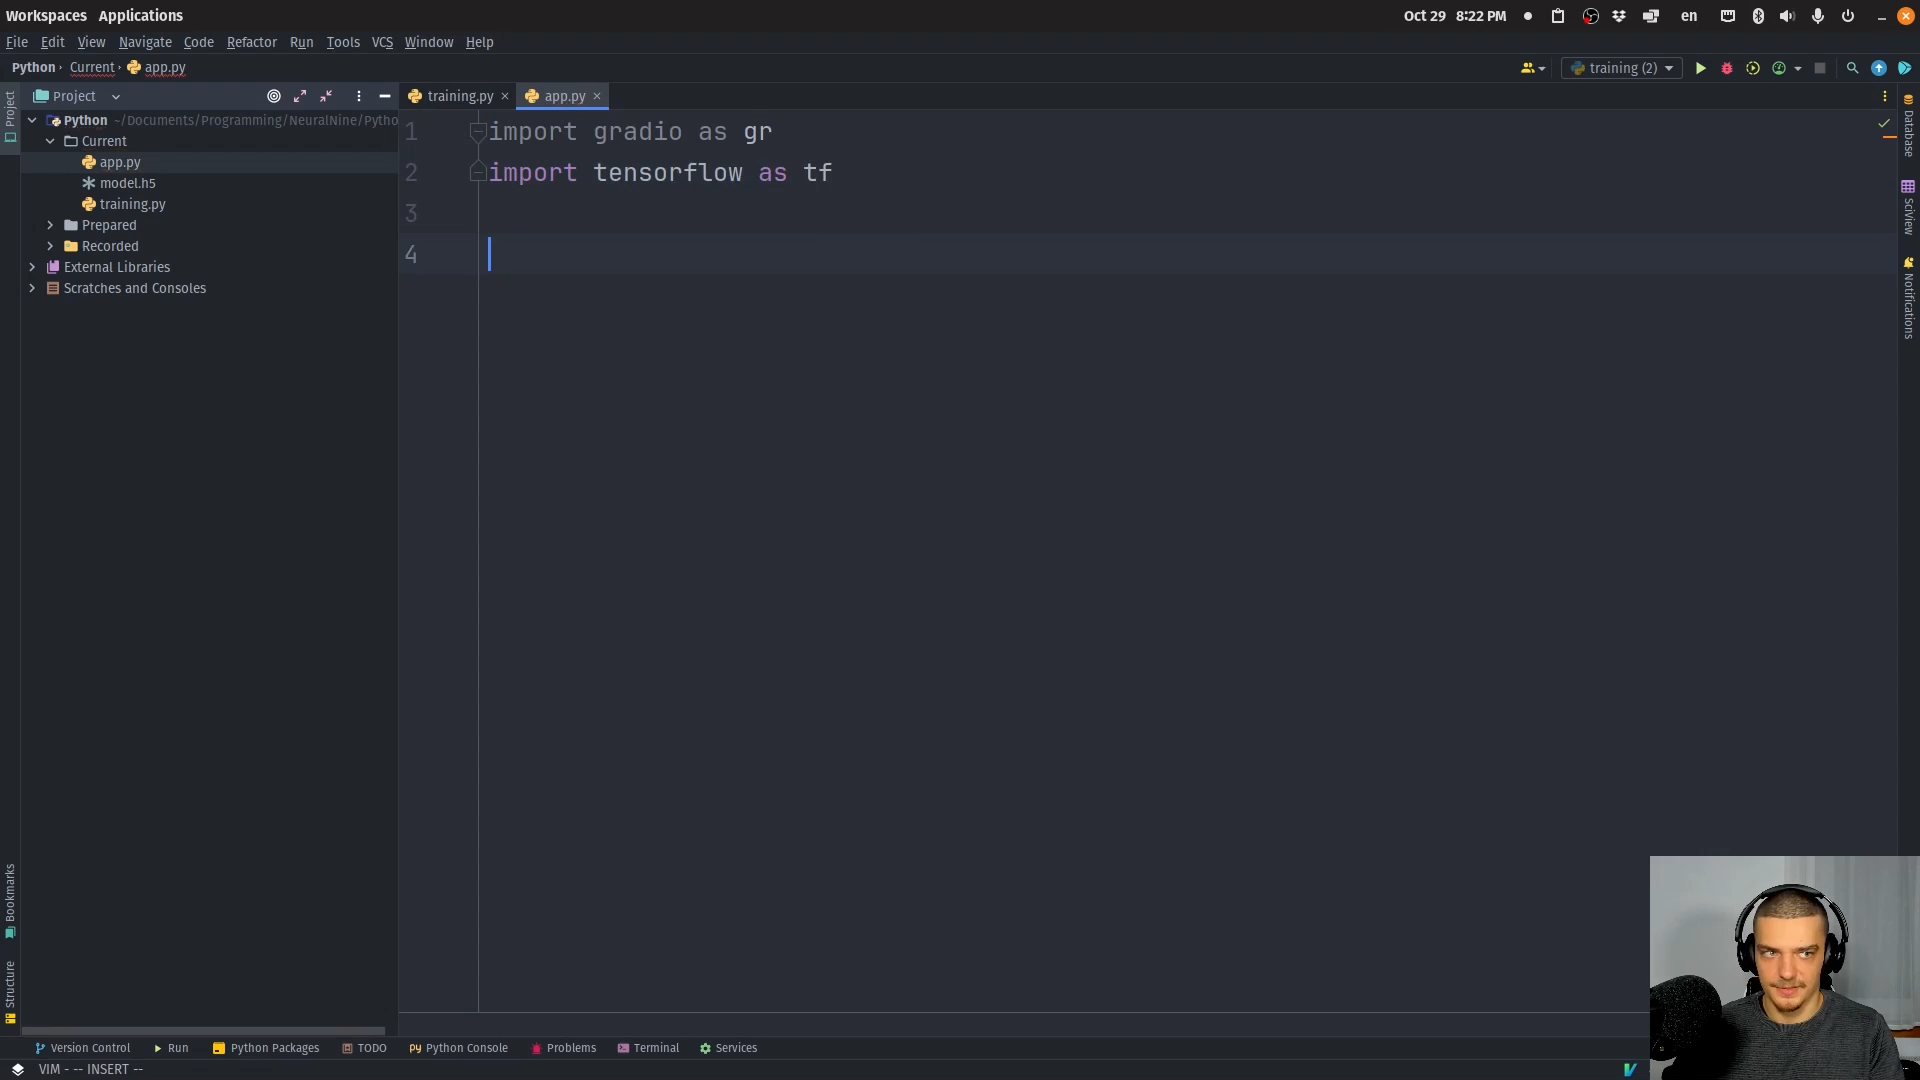 Workspaces Applications
Oct 29 8:22 PM
en
File Edit View Navigate Code Refactor Run Tools VCS Window Help
Python Current app.py
training (2)
Project
Project
training.py
app.py
Python ~/Documents/Programming/NeuralNine/Pytho
Current
app.py
model.h5
training.py
Prepared
Recorded
External Libraries
Scratches and Consoles
1 import gradio as gr
2 import tensorflow as tf
3
4
Database
SciView
Notifications
Bookmarks
Structure
Version Control Run Python Packages TODO Python Console Problems Terminal Services
VIM - -- INSERT --